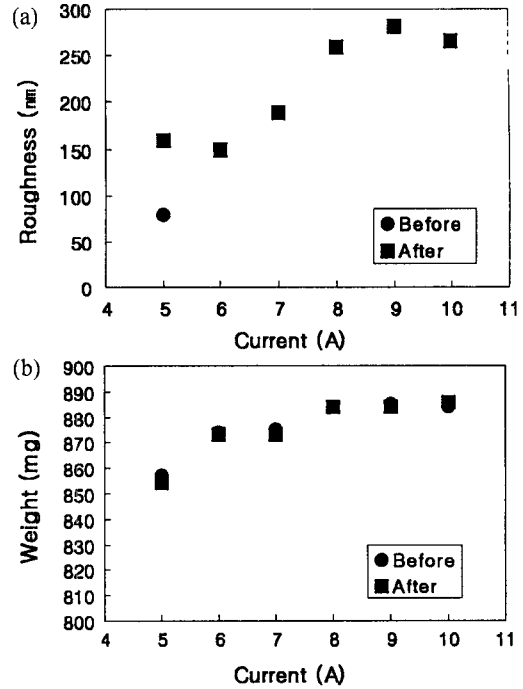 (a)
300
250
200
150
100
50
0
Roughness (nm)
Before
After
4 5 6 7 8 9 10 11
Current (A)
(b)
900
890
880
870
860
850
840
830
820
810
800
Weight (mg)
Before
After
4 5 6 7 8 9 10 11
Current (A)